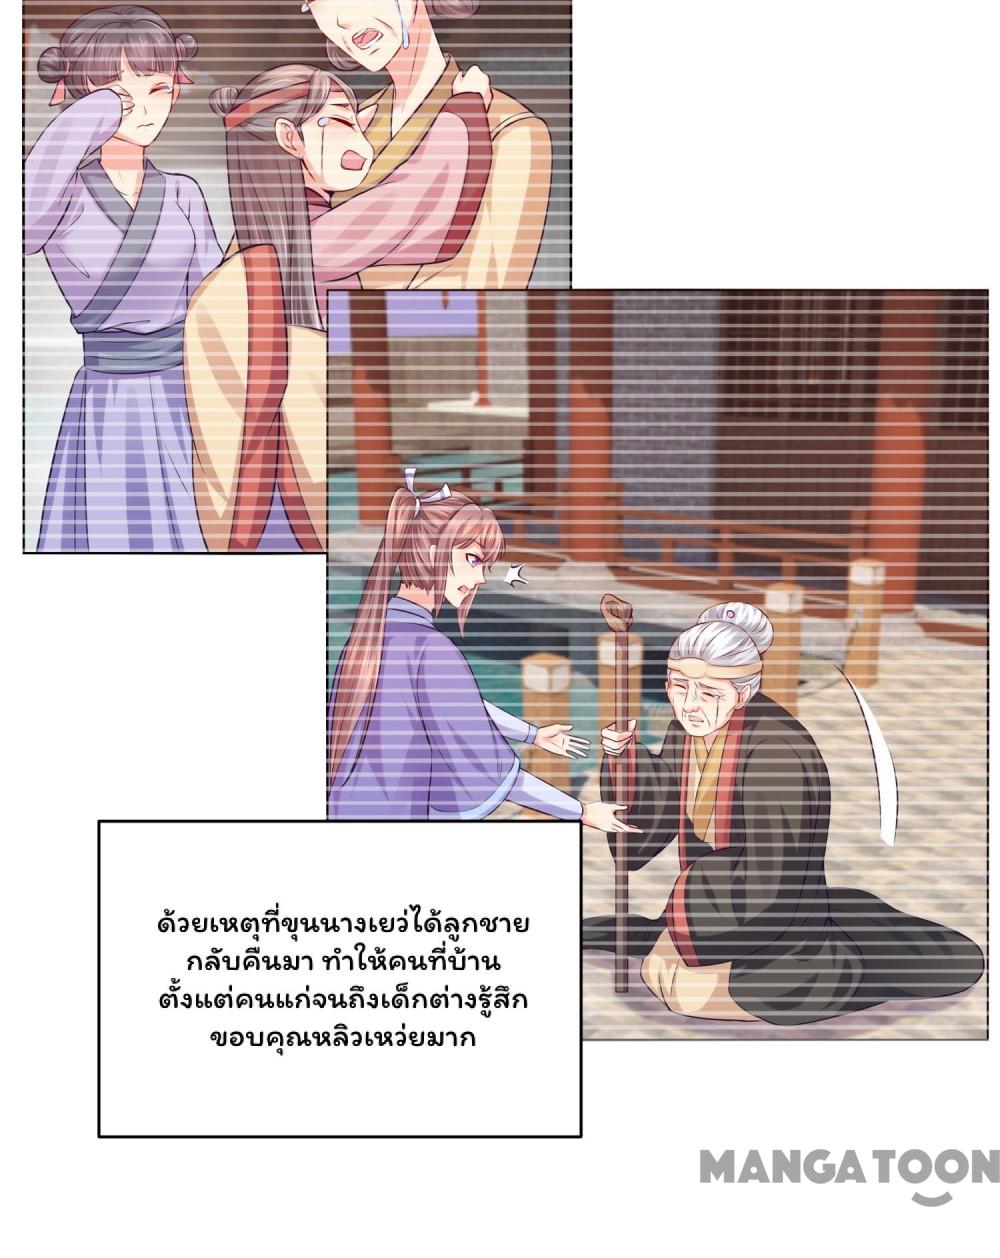 ด้วยเหตุที่ขุนนางเยว่ได้ลูกชาย
กลับคืนมา ทำให้คนที่บ้าน
ตั้งแต่คนแก่จนถึงเด็กต่างรู้สึก
ขอบคุณหลิวเหว่ยมาก
MANGATOON